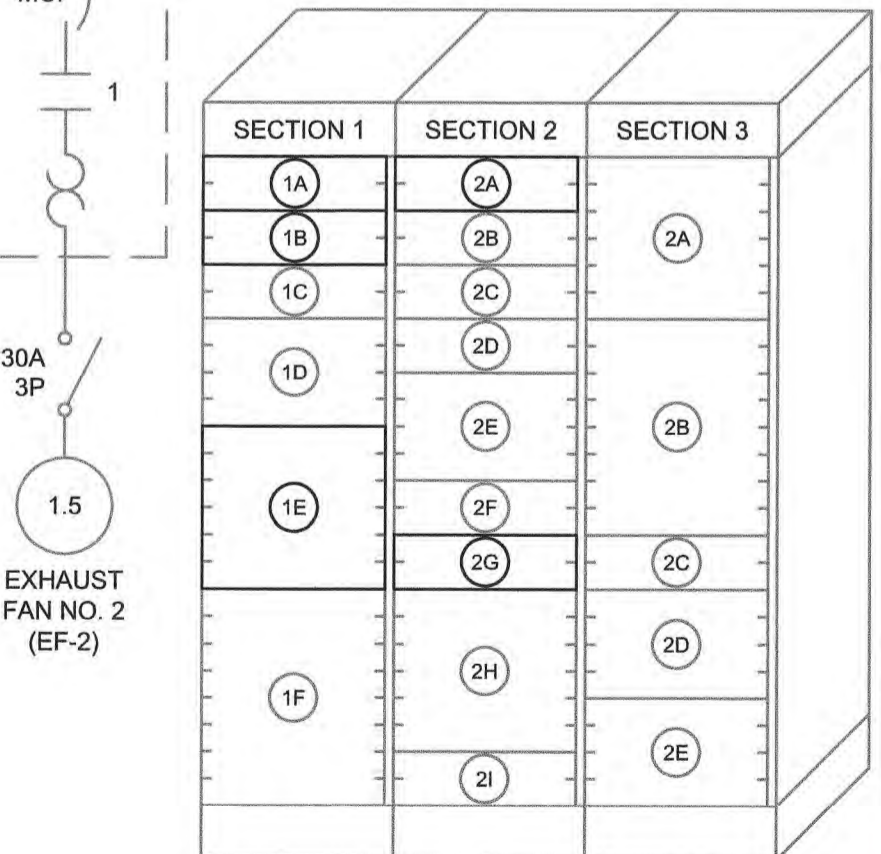 1
30A
3P
1.5
EXHAUST
FAN NO. 2
(EF-2)
SECTION 1
SECTION 2
SECTION 3
1A
1B
1C
1D
1E
1F
2A
2B
2C
2D
2E
2F
2G
2H
2I
2A
2B
2C
2D
2E